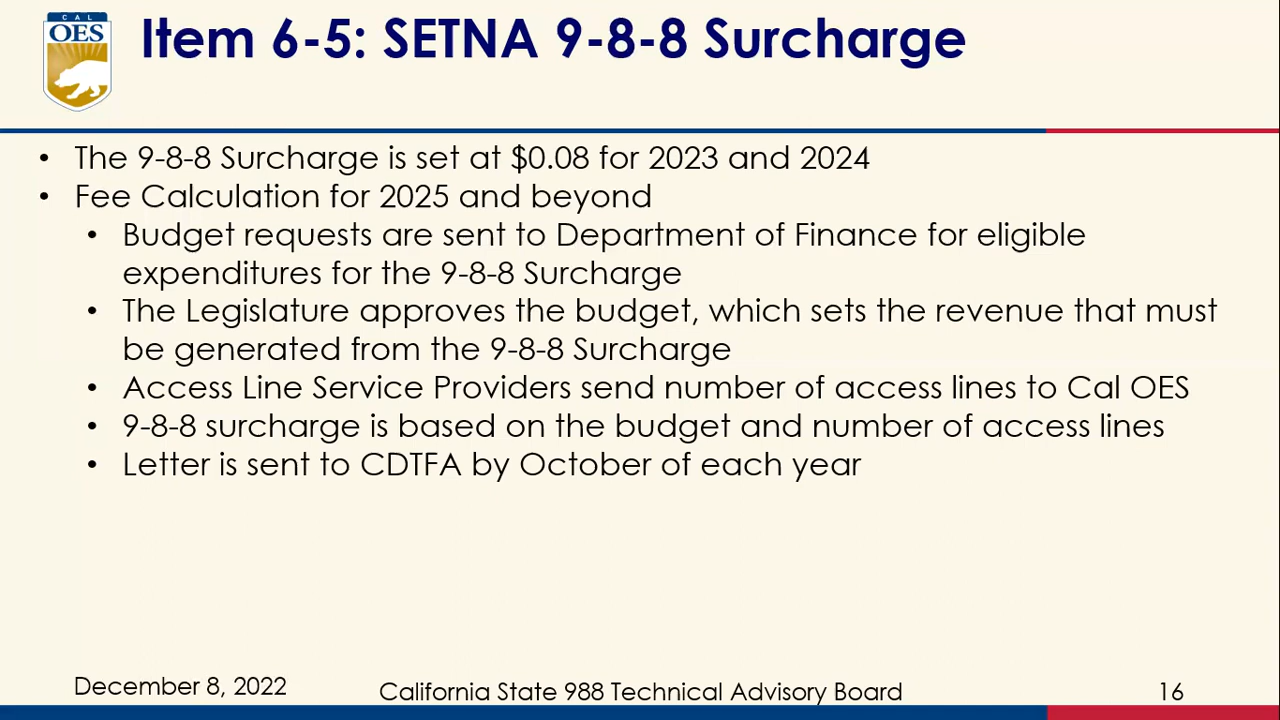 CAL
OES
Item 6-5: SETNA 9-8-8 Surcharge
• The 9-8-8 Surcharge is set at $0.08 for 2023 and 2024
• Fee Calculation for 2025 and beyond
• Budget requests are sent to Department of Finance for eligible
expenditures for the 9-8-8 Surcharge
• The Legislature approves the budget, which sets the revenue that must
be generated from the 9-8-8 Surcharge
• Access Line Service Providers send number of access lines to Cal OES
• 9-8-8 surcharge is based on the budget and number of access lines
• Letter is sent to CDTFA by October of each year
December 8, 2022
California State 988 Technical Advisory Board
16